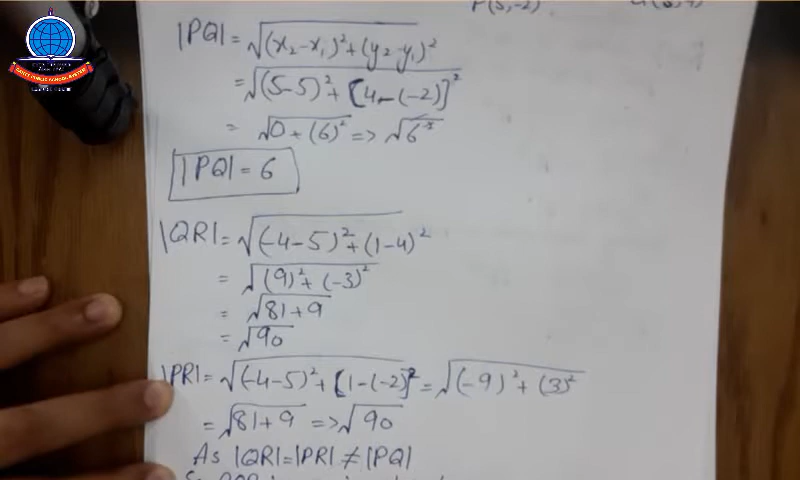 P(5,-2)
|PQ| = √(x₂-x₁)²+(y₂-y₁)²
= √(5-5)²+[4-(-2)]²
= √0+(6)² => √6²
|PQ| = 6
|QR| = √(-4-5)²+(1-4)²
= √(9)²+(-3)²
= √81+9
= √90
|PR| = √(-4-5)²+[1-(-2)]² = √(-9)²+(3)²
= √81+9 => √90
As |QR|=|PR| ≠ |PQ|